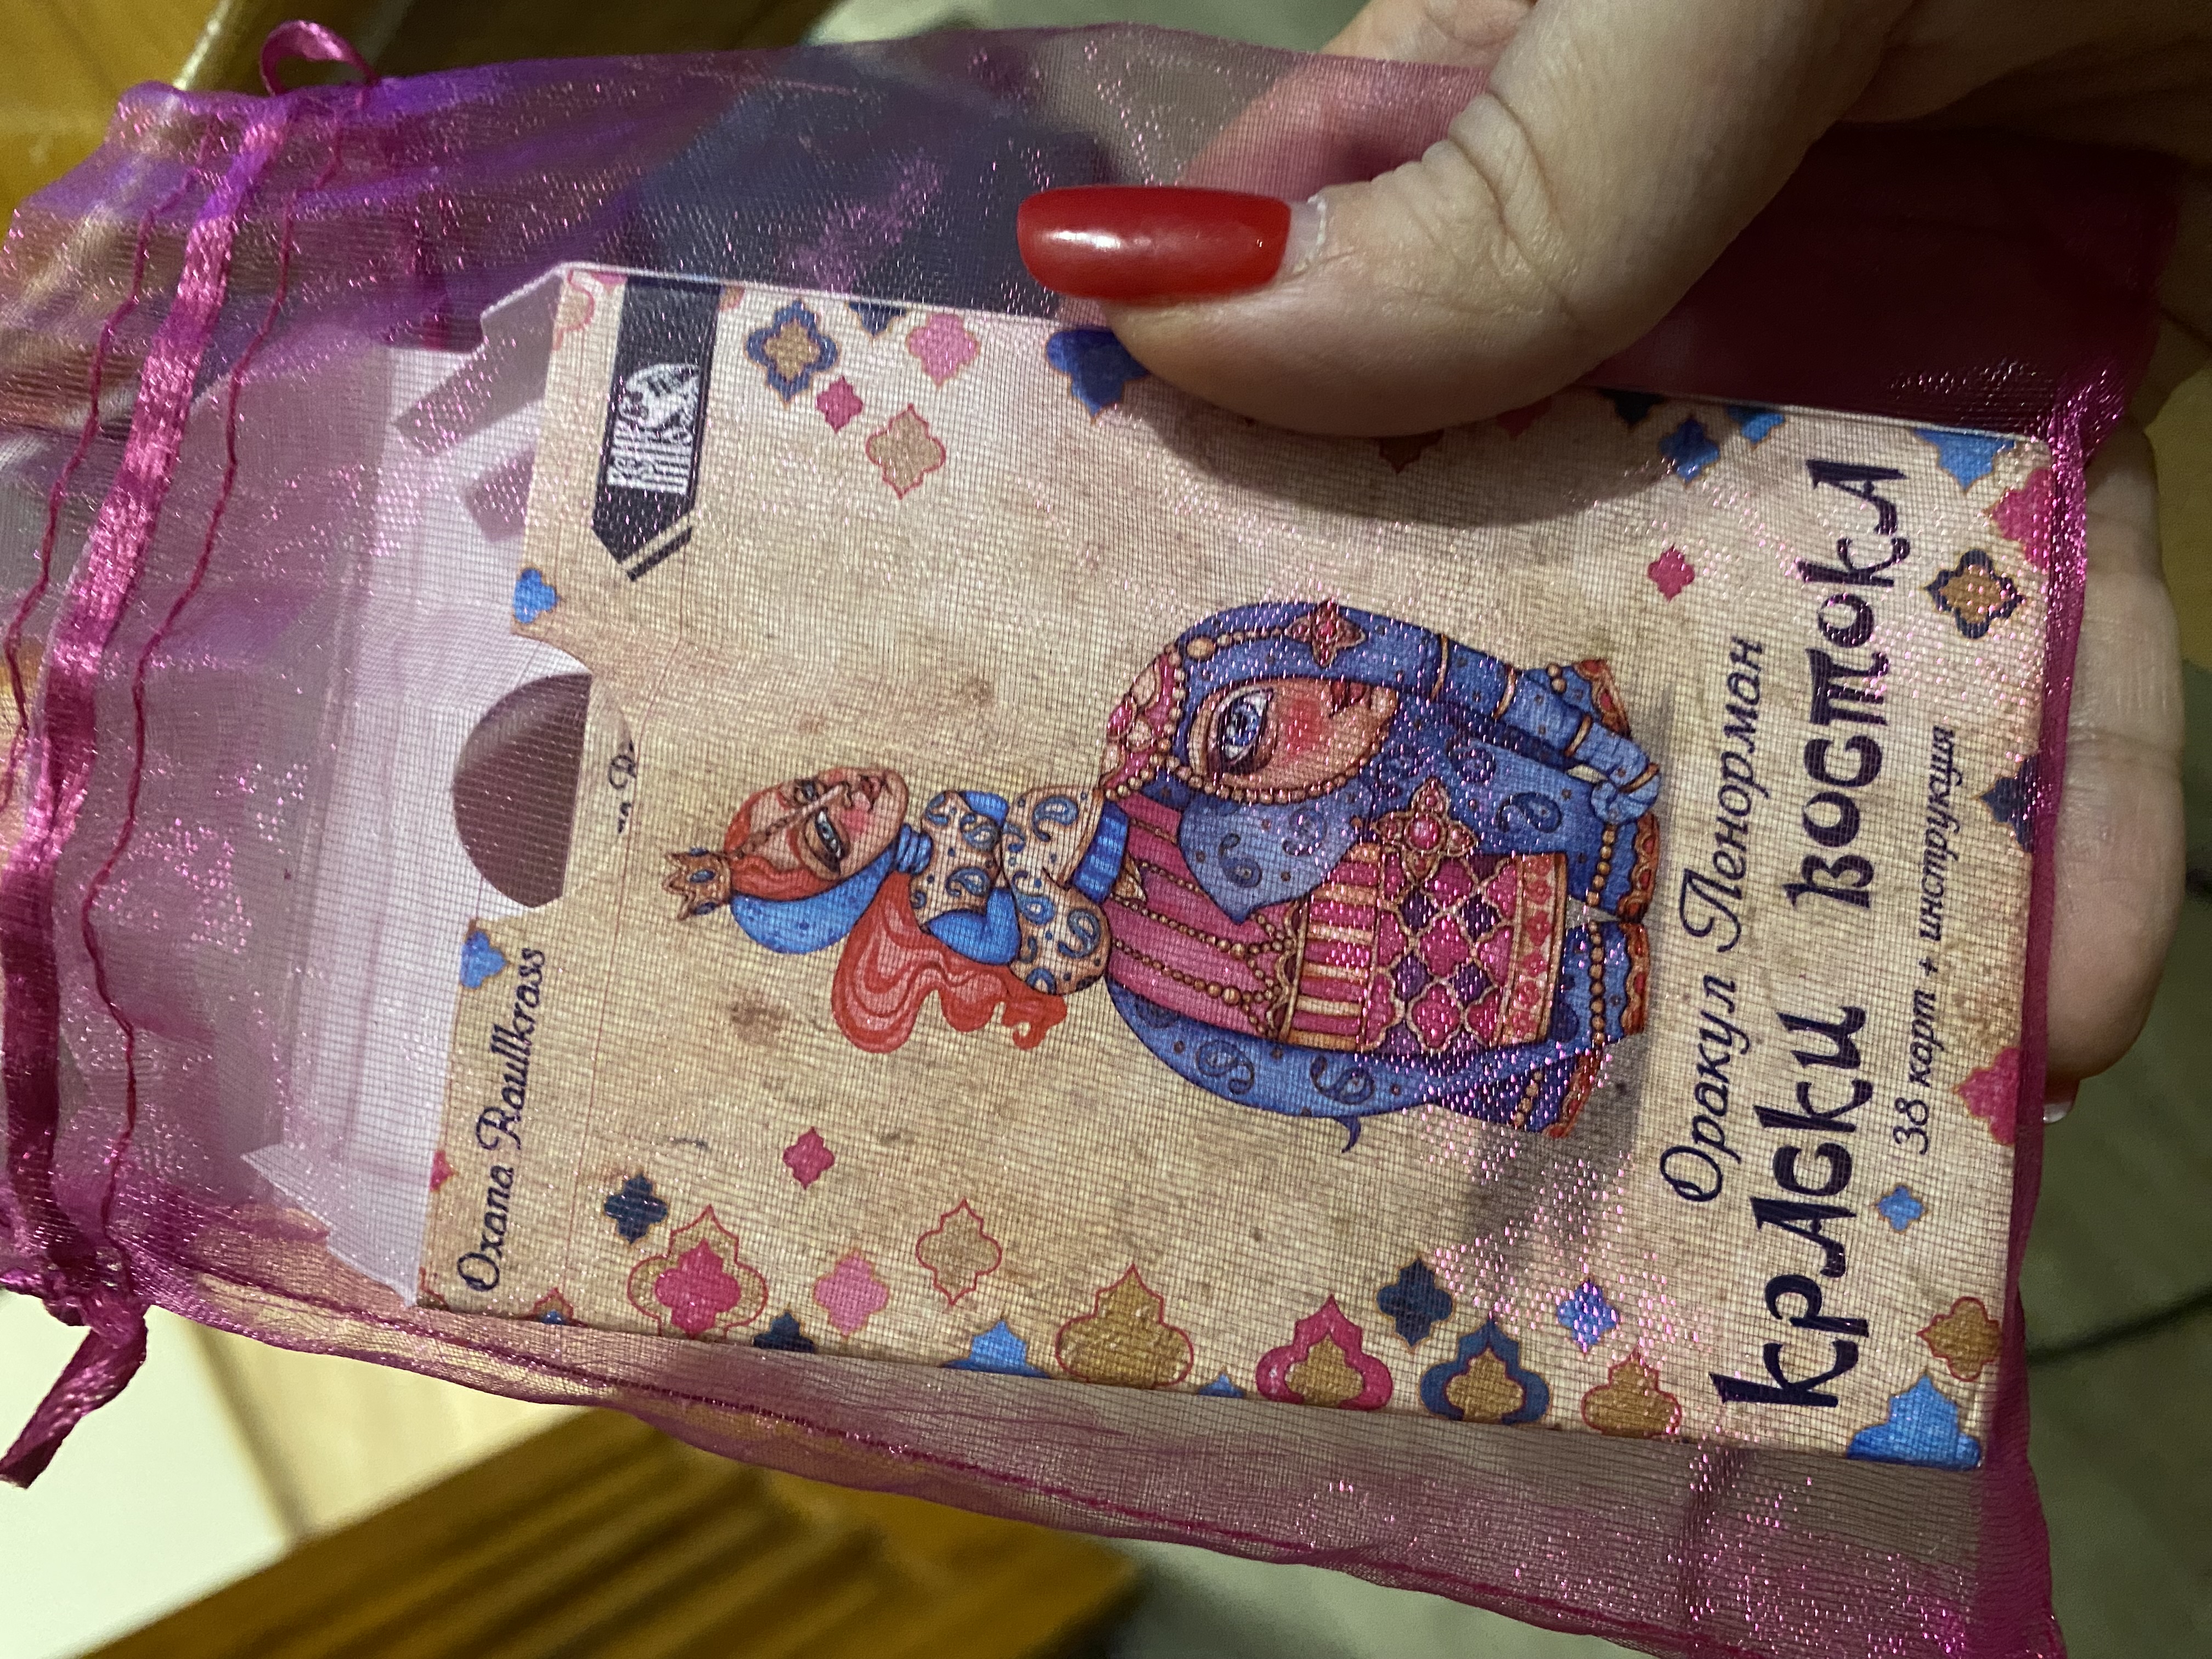 Oxana Raullkrass
Оракул Ленорман
Краски Востока
38 карт + инструкция